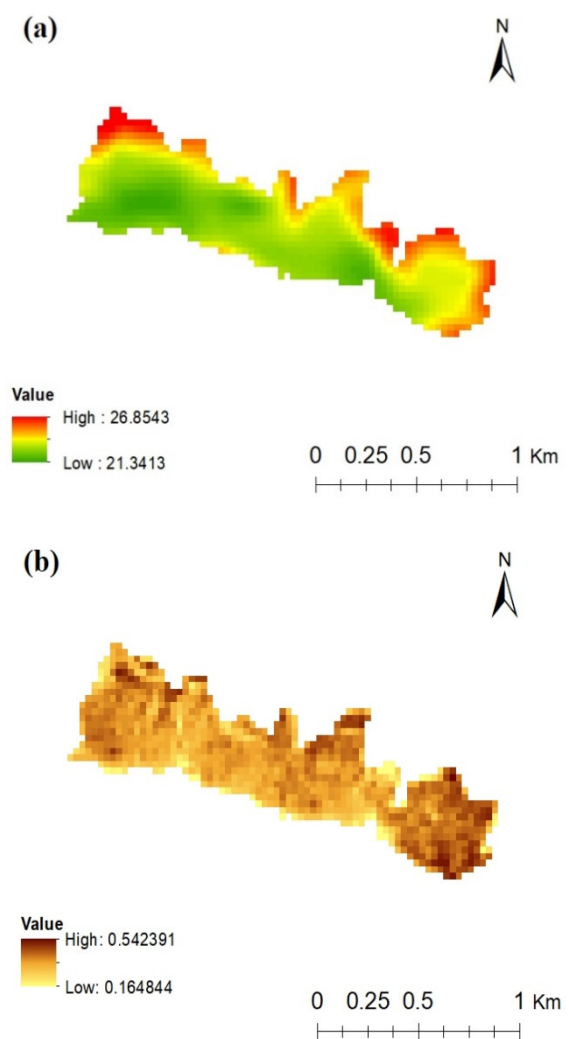 (a)
N
Value
High : 26.8543
Low : 21.3413
0 0.25 0.5 1 Km
(b)
N
Value
High: 0.542391
Low: 0.164844
0 0.25 0.5 1 Km